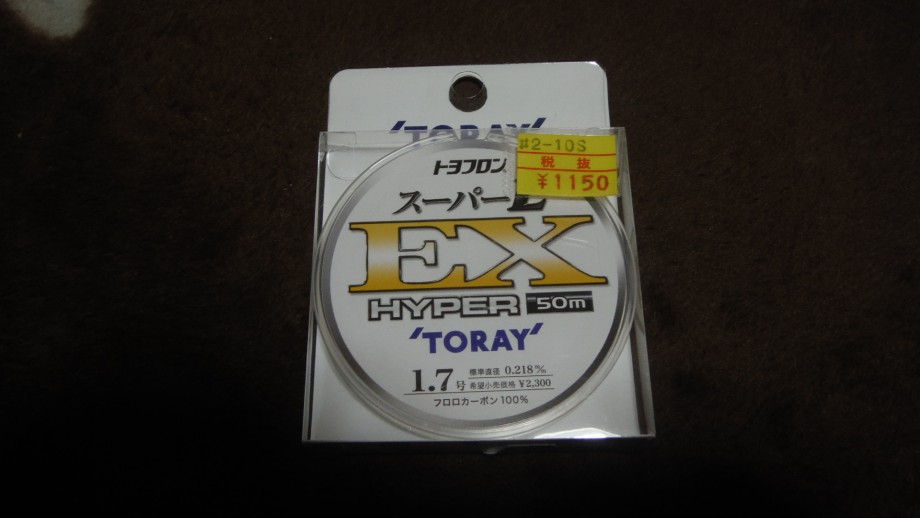 'TORAY'
#2-10S
税 抜
¥1150
トヨフロン
スーパーL
EX
HYPER 50m
'TORAY'
1.7号
標準直径 0.218m/m
希望小売価格 ¥2,300
フロロカーボン100%